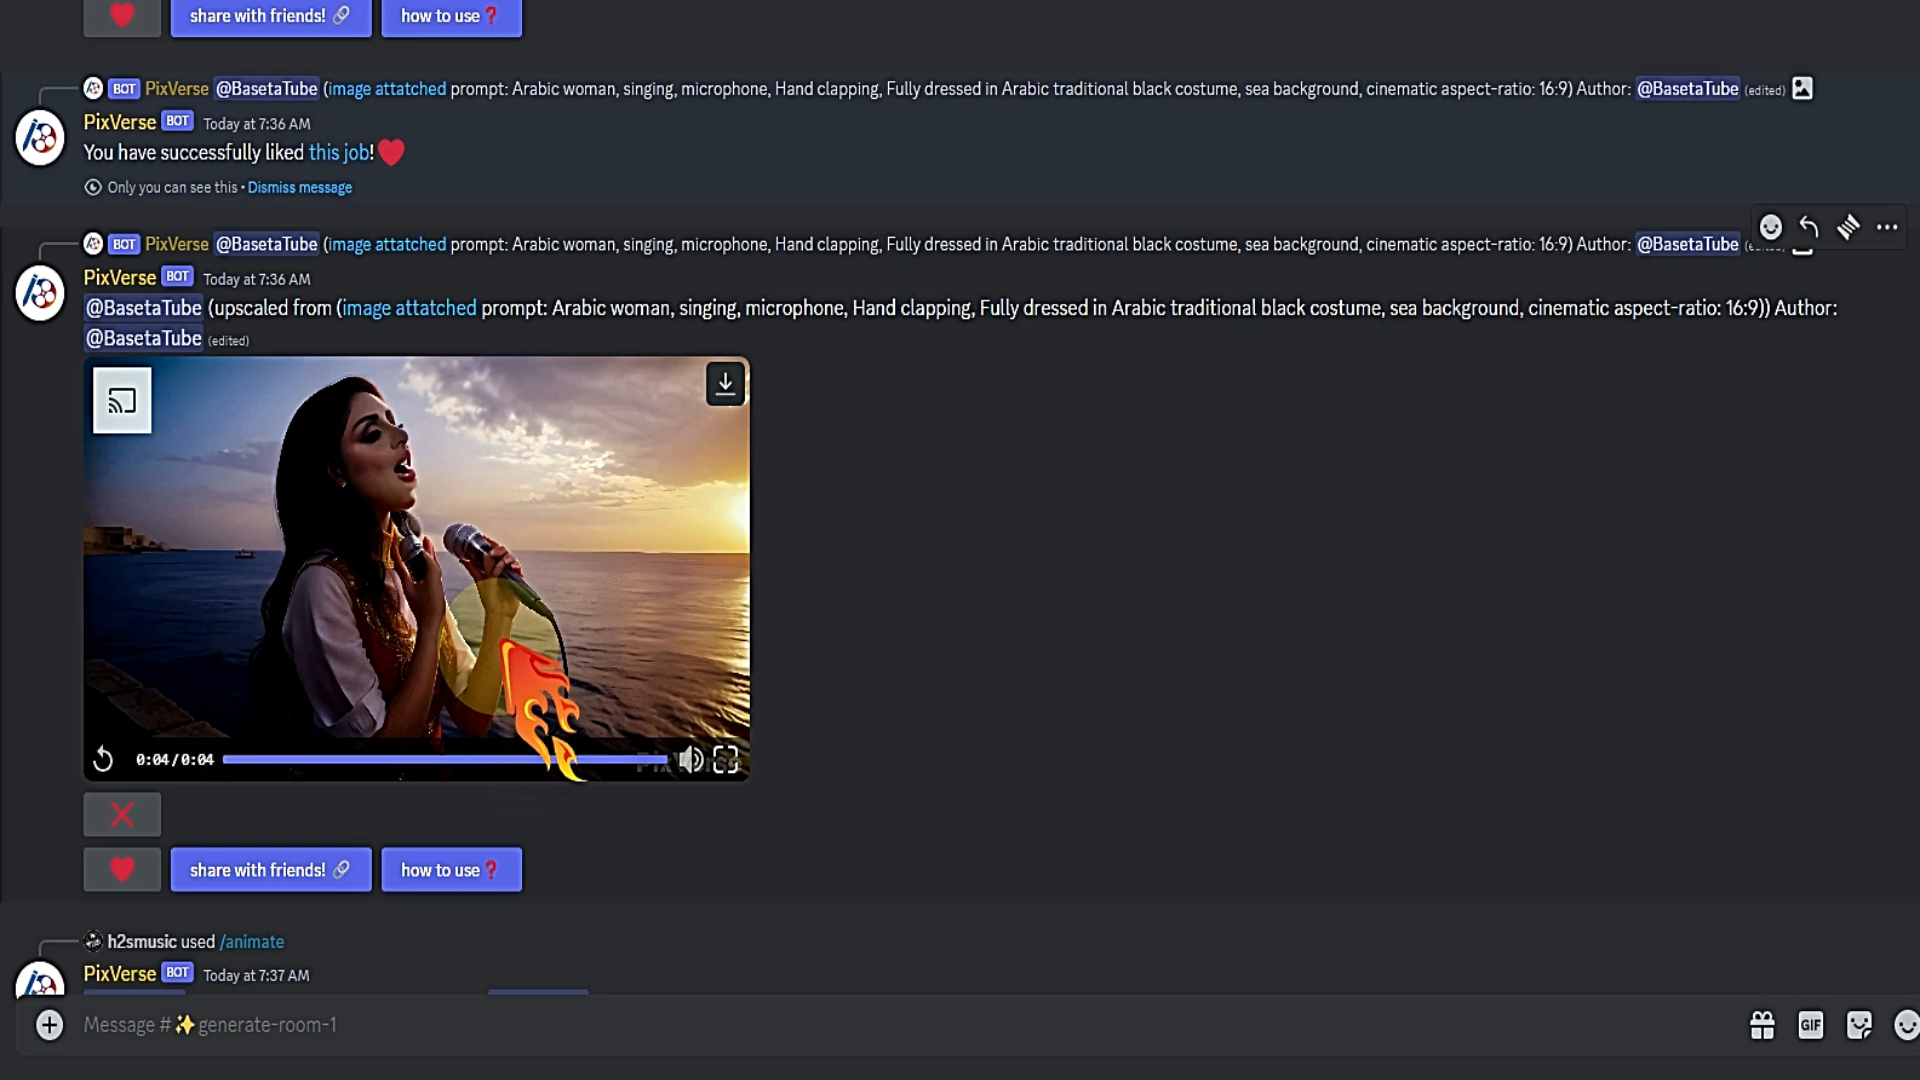 share with friends!
how to use
BOT PixVerse @BasetaTube (image attatched prompt: Arabic woman, singing, microphone, Hand clapping, Fully dressed in Arabic traditional black costume, sea background, cinematic aspect-ratio: 16:9) Author: @BasetaTube (edited)
PixVerse BOT Today at 7:36 AM
You have successfully liked this job!
Only you can see this • Dismiss message
BOT PixVerse @BasetaTube (image attatched prompt: Arabic woman, singing, microphone, Hand clapping, Fully dressed in Arabic traditional black costume, sea background, cinematic aspect-ratio: 16:9) Author: @BasetaTube
PixVerse BOT Today at 7:36 AM
@BasetaTube (upscaled from (image attatched prompt: Arabic woman, singing, microphone, Hand clapping, Fully dressed in Arabic traditional black costume, sea background, cinematic aspect-ratio: 16:9)) Author:
@BasetaTube (edited)
0:04/0:04
PixVerse
share with friends!
how to use
h2smusic used /animate
PixVerse BOT Today at 7:37 AM
Message #✨generate-room-1
GIF